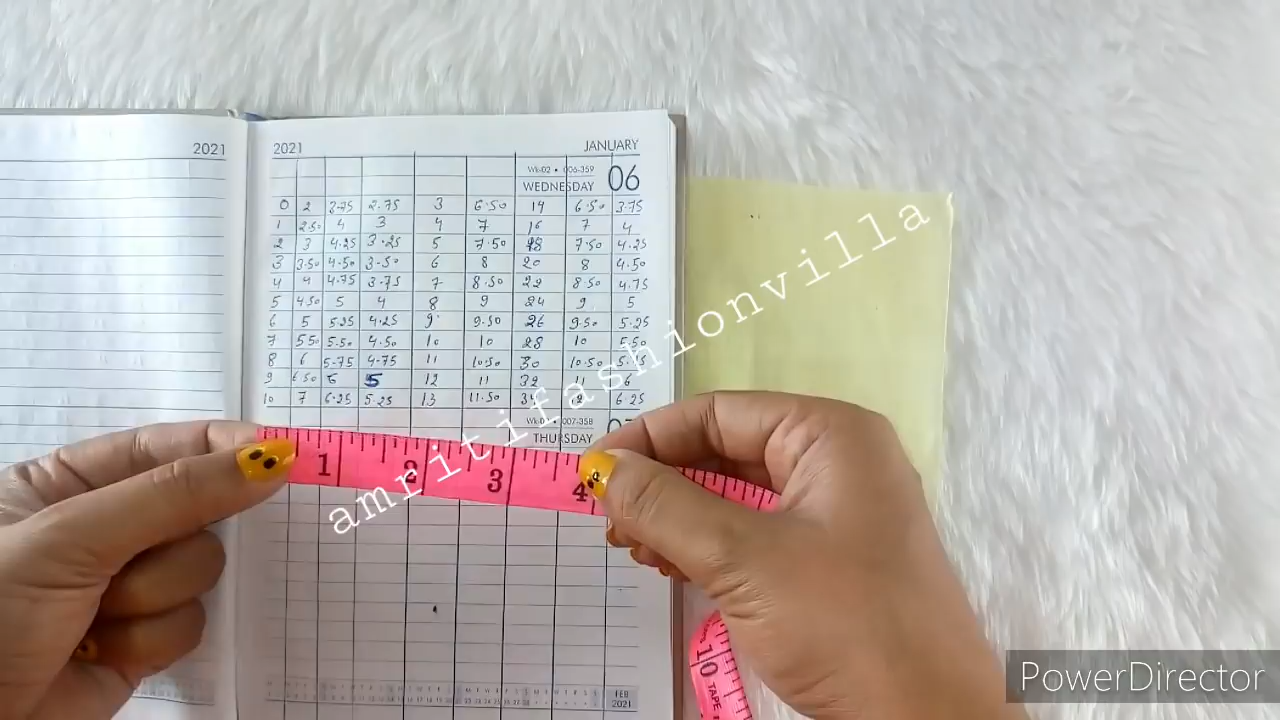 2021
2021 JANUARY
Wk-02 • 006-359
WEDNESDAY 06
0 2 3.75 2.75 3 6.50 14 6.50 3.75
1 2.50 4 3 4 7 16 7 4
2 3 4.25 3.25 5 7.50 18 7.50 4.25
3 3.50 4.50 3.50 6 8 20 8 4.50
4 4 4.75 3.75 7 8.50 22 8.50 4.75
5 4.50 5 4 8 9 24 9 5
6 5 5.25 4.25 9 9.50 26 9.50 5.25
7 5.50 5.50 4.50 10 10 28 10 5.50
8 6 5.75 4.75 11 10.50 30 10.50
9 6.50 6 5 12 11 32 11 6
10 7 6.25 5.25 13 11.50 6.25
007-358
THURSDAY
1 2 3 4
amritifashionvilla
10 TAPE
FEB
2021
PowerDirector